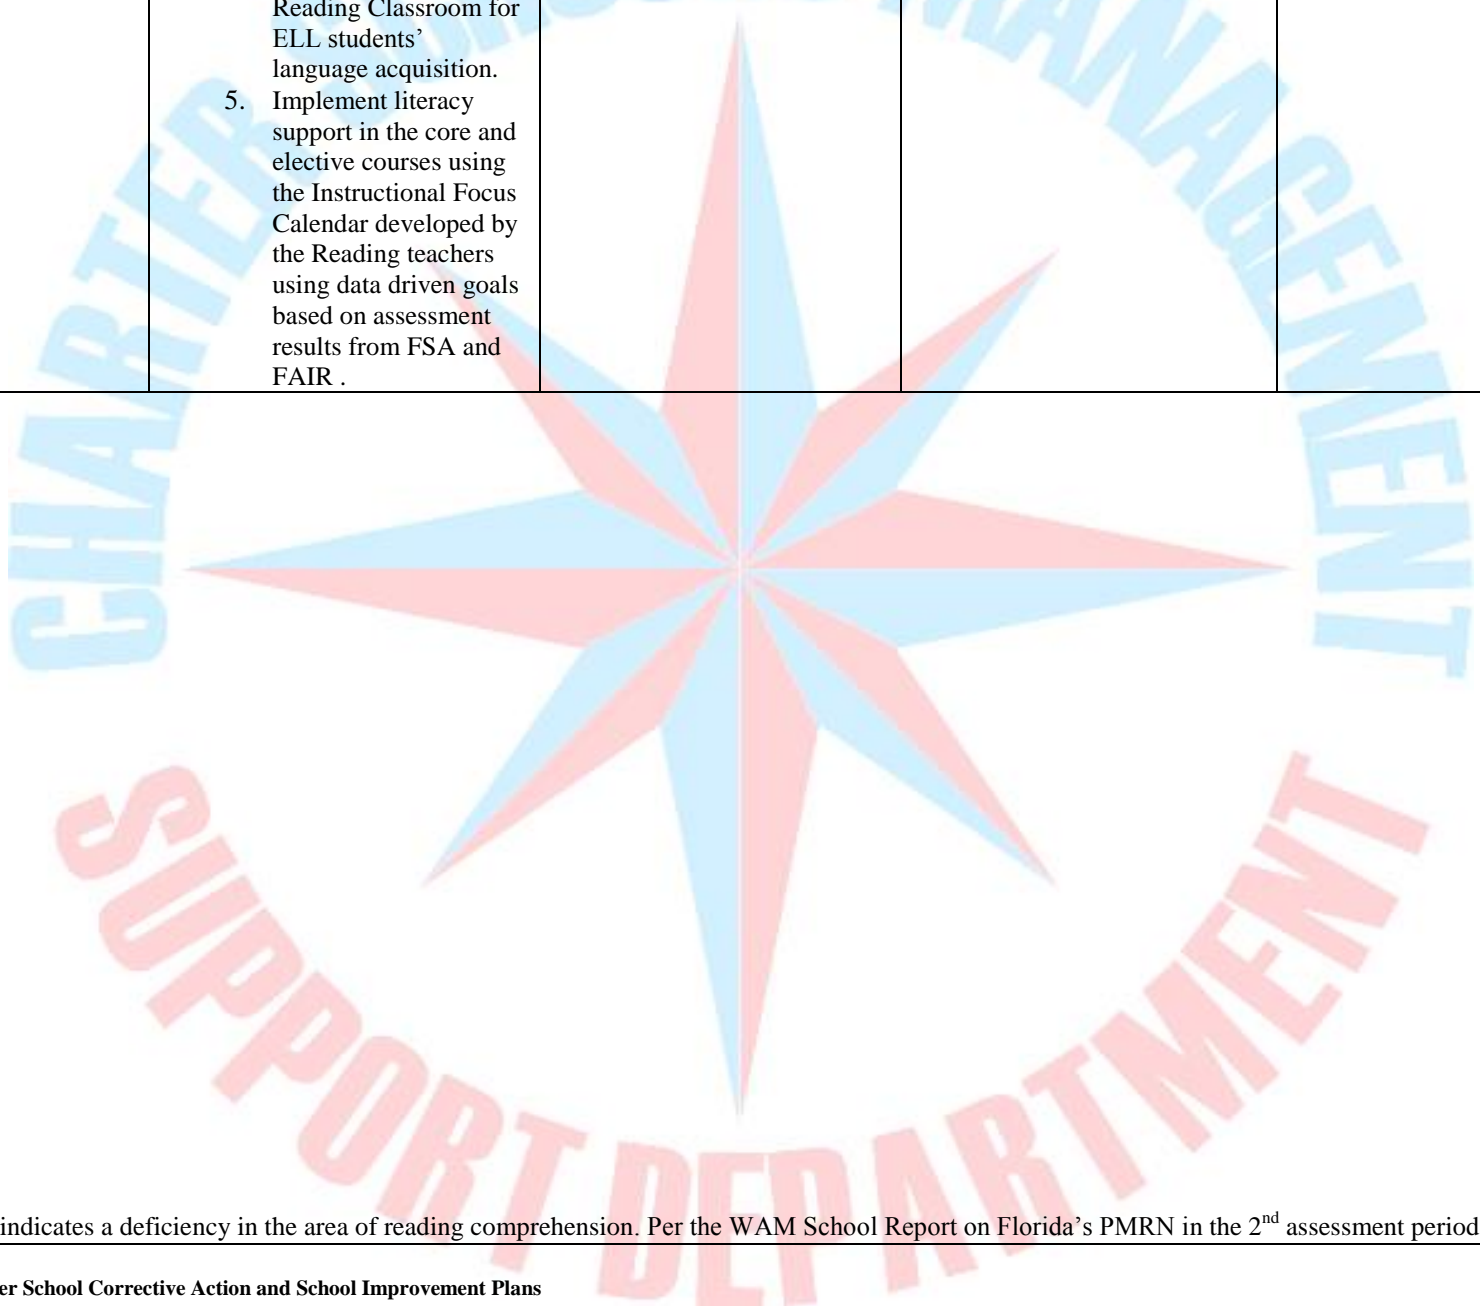 Reading Classroom for
ELL students’
language acquisition.
5. Implement literacy
support in the core and
elective courses using
the Instructional Focus
Calendar developed by
the Reading teachers
using data driven goals
based on assessment
results from FSA and
FAIR .
CHARTER SCHOOLS MANAGEMENT
SUPPORT DEPARTMENT
indicates a deficiency in the area of reading comprehension. Per the WAM School Report on Florida’s PMRN in the 2nd assessment period
er School Corrective Action and School Improvement Plans